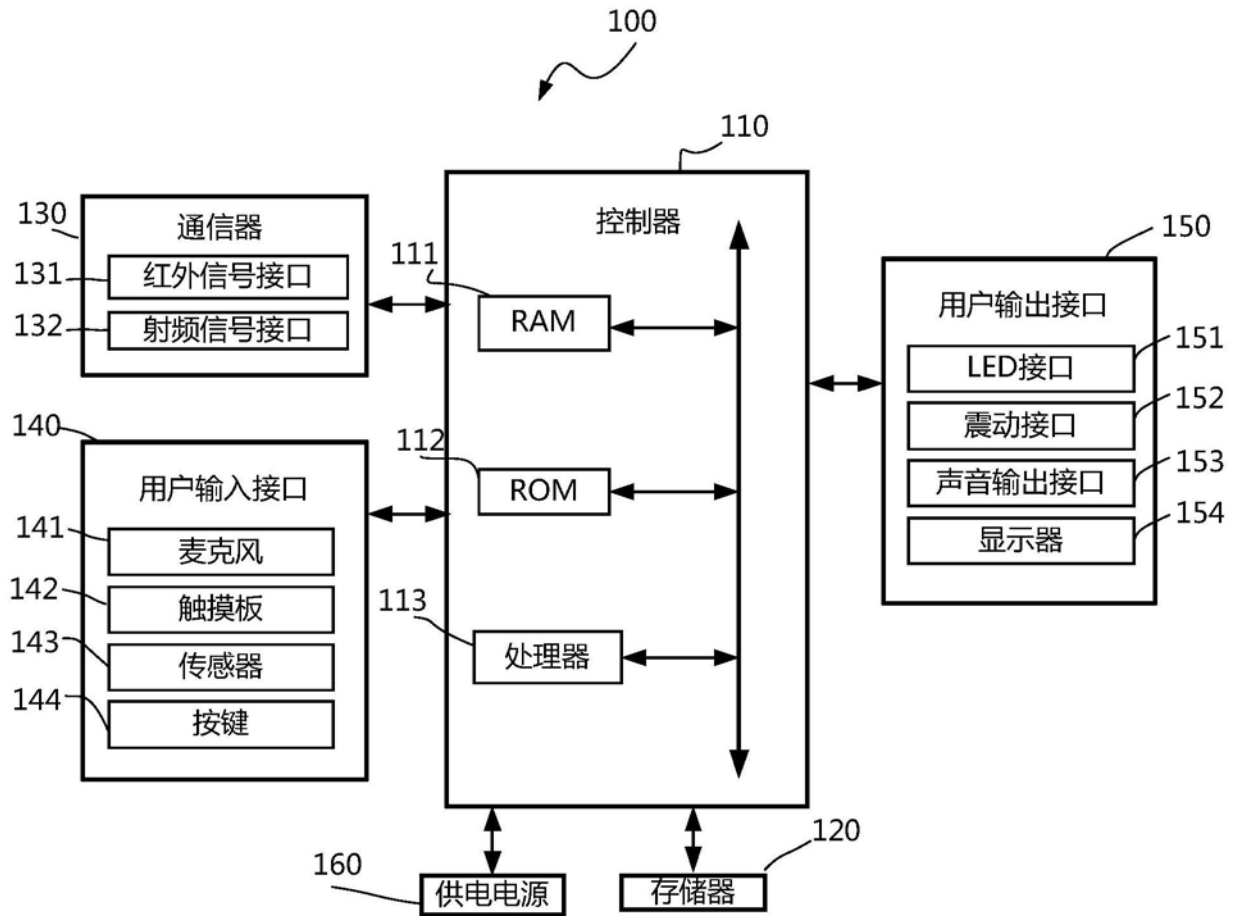 100
110
130
通信器
131
红外信号接口
132
射频信号接口
控制器
111
RAM
112
ROM
113
处理器
140
用户输入接口
141
麦克风
142
触摸板
143
传感器
144
按键
150
用户输出接口
151
LED接口
152
震动接口
153
声音输出接口
154
显示器
160
供电电源
120
存储器